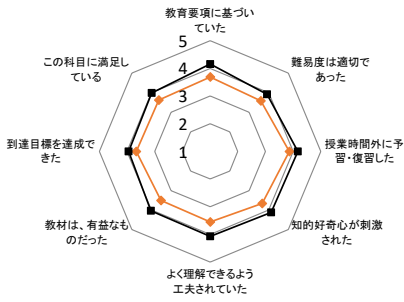 教育要項に基づい
ていた
難易度は適切で
あった
授業時間外に予
習・復習した
知的好奇心が刺激
された
よく理解できるよう
工夫されていた
教材は、有益なも
のだった
到達目標を達成で
きた
この科目に満足し
ている
5
4
3
2
1